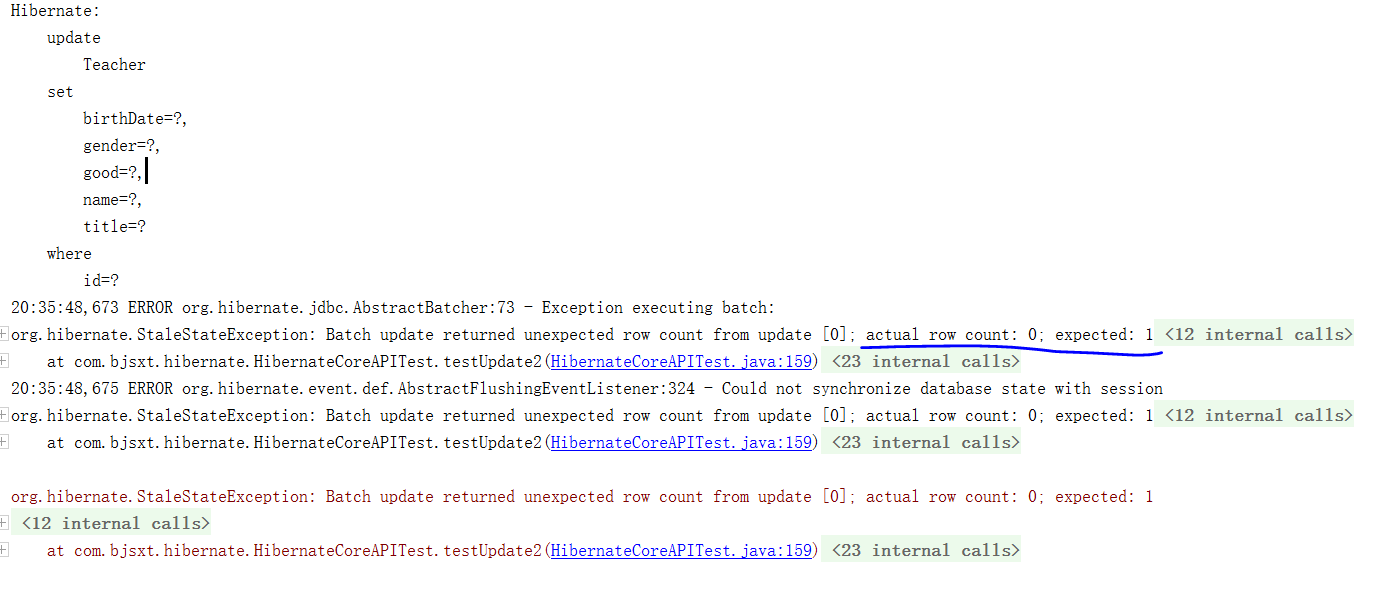 Hibernate:
update
Teacher
set
birthDate=?,
gender=?,
good=?,
name=?,
title=?
where
id=?
20:35:48,673 ERROR org.hibernate.jdbc.AbstractBatcher:73 - Exception executing batch:
org.hibernate.StaleStateException: Batch update returned unexpected row count from update [0]; actual row count: 0; expected: 1 <12 internal calls>
at com.bjsxt.hibernate.HibernateCoreAPITest.testUpdate2(HibernateCoreAPITest.java:159) <23 internal calls>
20:35:48,675 ERROR org.hibernate.event.def.AbstractFlushingEventListener:324 - Could not synchronize database state with session
org.hibernate.StaleStateException: Batch update returned unexpected row count from update [0]; actual row count: 0; expected: 1 <12 internal calls>
at com.bjsxt.hibernate.HibernateCoreAPITest.testUpdate2(HibernateCoreAPITest.java:159) <23 internal calls>
org.hibernate.StaleStateException: Batch update returned unexpected row count from update [0]; actual row count: 0; expected: 1
<12 internal calls>
at com.bjsxt.hibernate.HibernateCoreAPITest.testUpdate2(HibernateCoreAPITest.java:159) <23 internal calls>